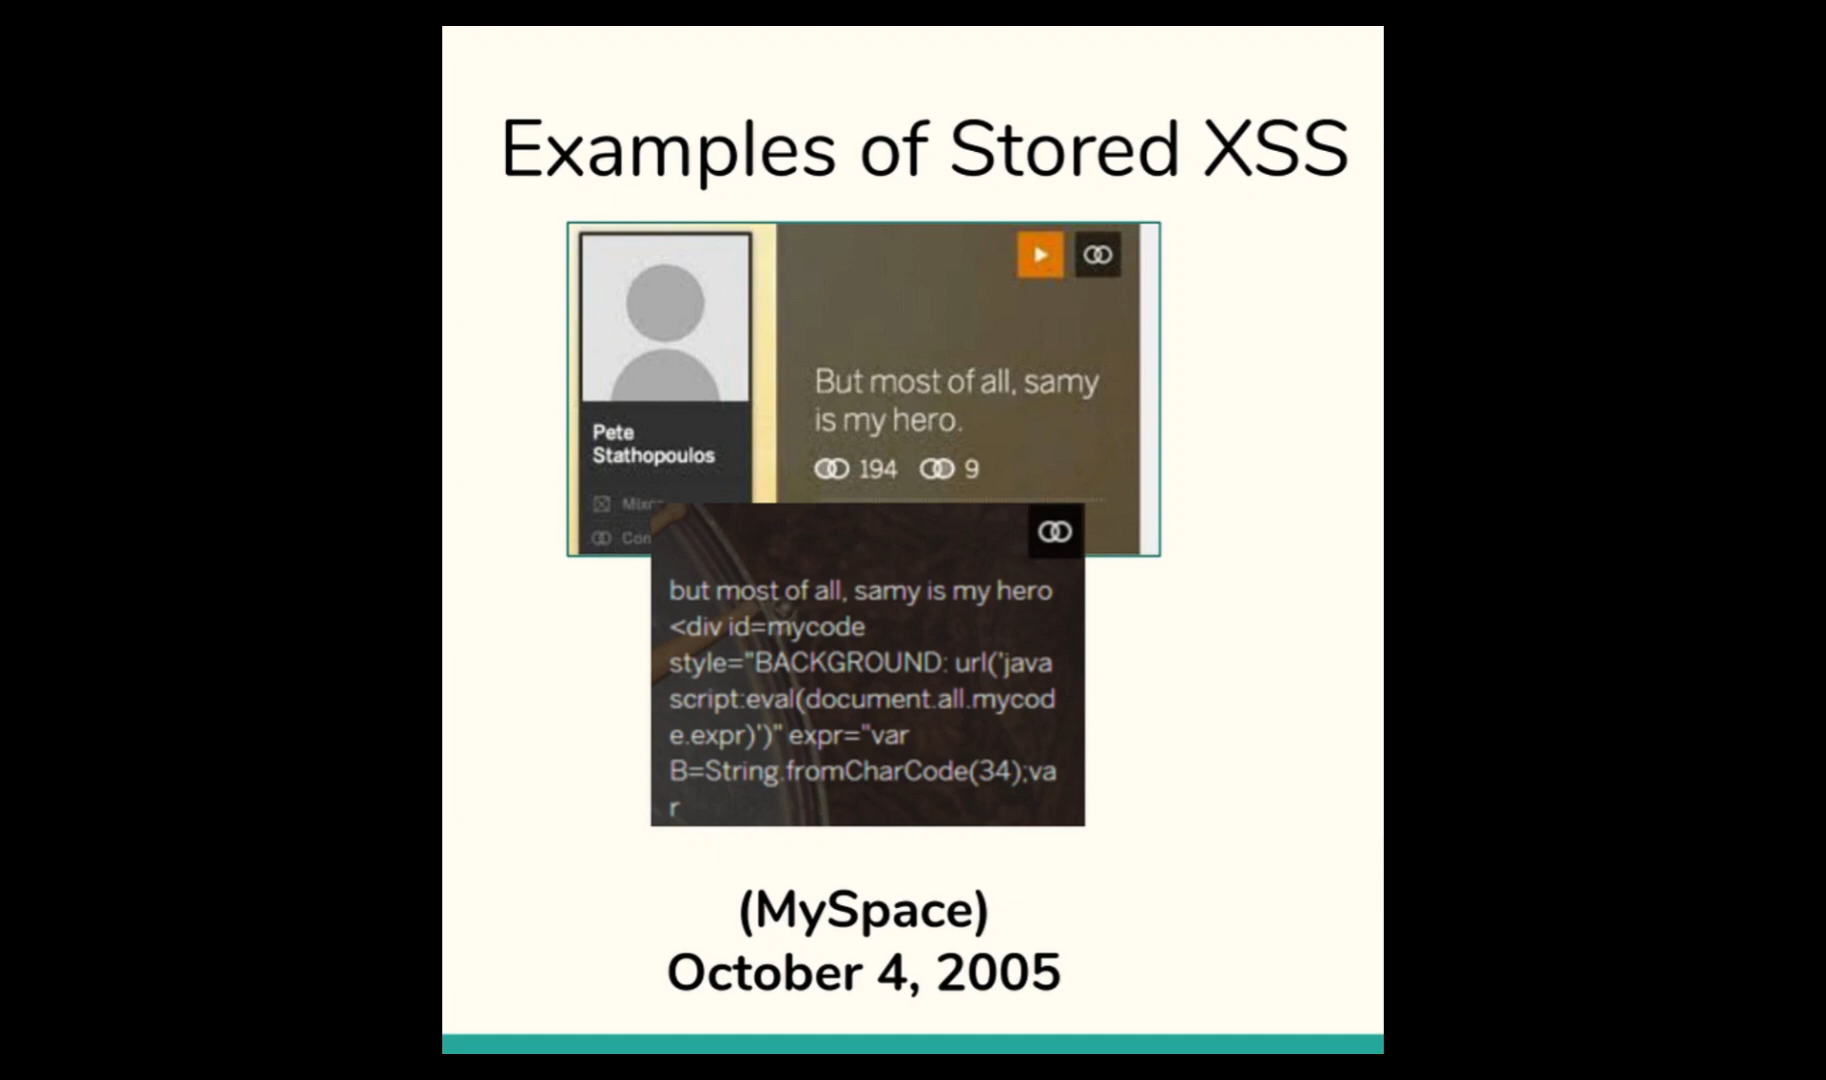 Examples of Stored XSS
But most of all, samy
is my hero.
194 9
Pete
Stathopoulos
but most of all, samy is my hero
<div id=mycode
style="BACKGROUND: url('java
script:eval(document.all.mycod
e.expr)')" expr="var
B=String.fromCharCode(34);va
r
(MySpace)
October 4, 2005